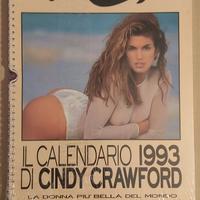 IL CALENDARIO 1993
DI CINDY CRAWFORD
LA DONNA PIU' BELLA DEL MONDO